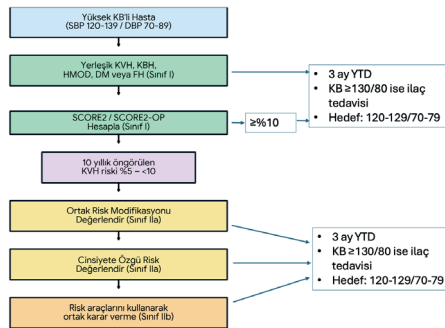 Yüksek KB'li Hasta
(SBP 120-139 / DBP 70-89)
Yerleşik KVH, KBH,
HMOD, DM veya FH (Sınıf I)
• 3 ay YTD
• KB ≥130/80 ise ilaç
tedavisi
• Hedef: 120-129/70-79
SCORE2 / SCORE2-OP
Hesapla (Sınıf I)
≥%10
10 yıllık öngörülen
KVH riski %5 – <10
Ortak Risk Modifikasyonu
Değerlendir (Sınıf IIa)
Cinsiyete Özgü Risk
Değerlendir (Sınıf IIa)
Risk araçlarını kullanarak
ortak karar verme (Sınıf IIb)
• 3 ay YTD
• KB ≥130/80 ise ilaç
tedavisi
• Hedef: 120-129/70-79